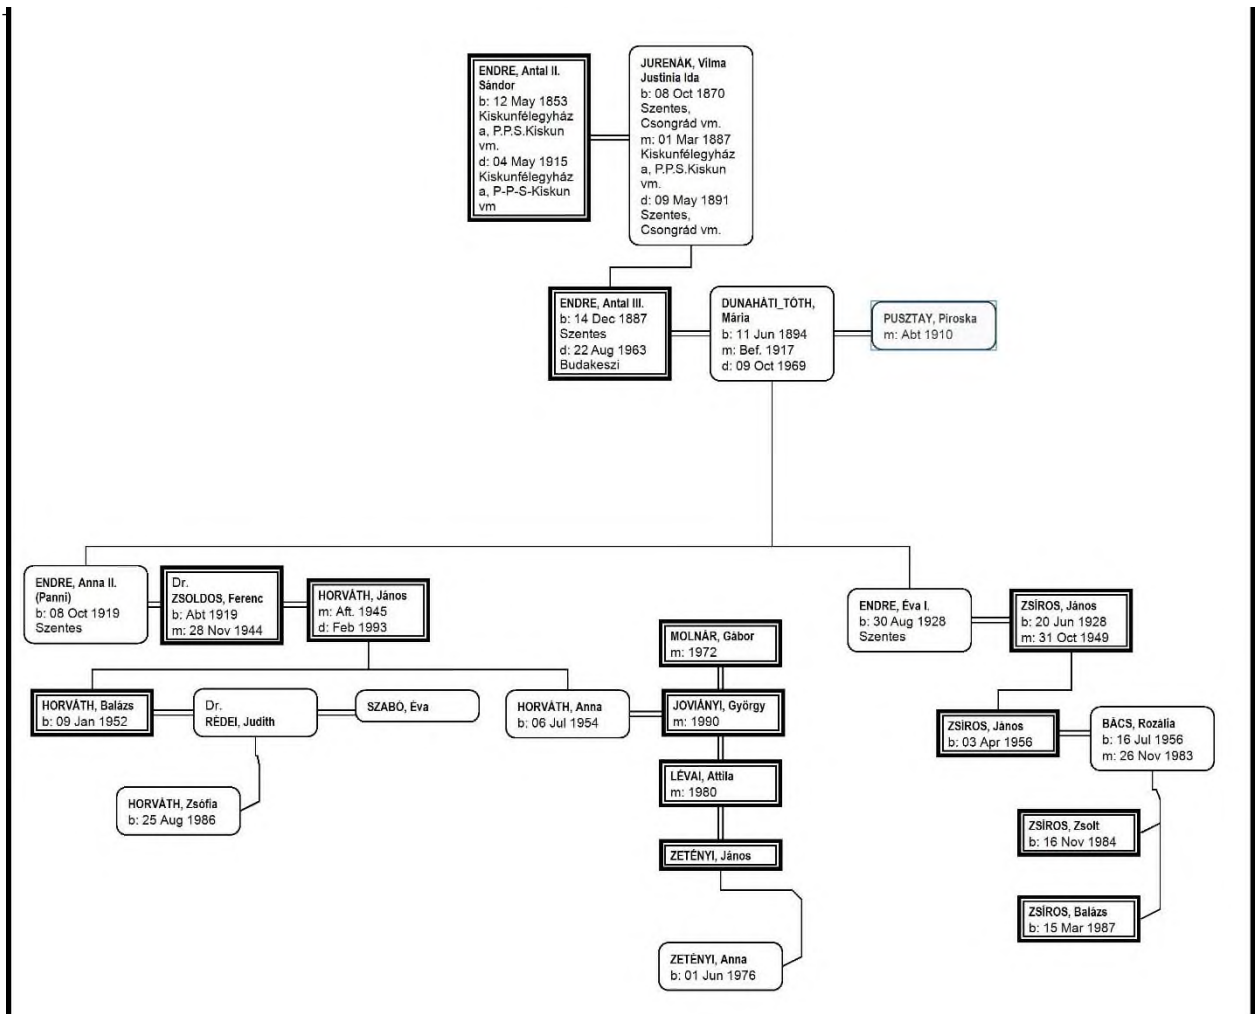 ENDRE, Antal II.
Sándor
b: 12 May 1853
Kiskunfélegyház
a, P.P.S.Kiskun
vm.
d: 04 May 1915
Kiskunfélegyház
a, P-P-S-Kiskun
vm
JURENÁK, Vilma
Justinia Ida
b: 08 Oct 1870
Szentes,
Csongrád vm.
m: 01 Mar 1887
Kiskunfélegyház
a, P.P.S.Kiskun
vm.
d: 09 May 1891
Szentes,
Csongrád vm.
ENDRE, Antal III.
b: 14 Dec 1887
Szentes
d: 22 Aug 1963
Budakeszi
DUNAHÁTI_TÓTH,
Mária
b: 11 Jun 1894
m: Bef. 1917
d: 09 Oct 1969
PUSZTAY, Piroska
m: Abt 1910
ENDRE, Anna II.
(Panni)
b: 08 Oct 1919
Szentes
Dr.
ZSOLDOS, Ferenc
b: Abt 1919
m: 28 Nov 1944
HORVÁTH, János
m: Aft. 1945
d: Feb 1993
ENDRE, Éva I.
b: 30 Aug 1928
Szentes
ZSÍROS, János
b: 20 Jun 1928
m: 31 Oct 1949
MOLNÁR, Gábor
m: 1972
HORVÁTH, Balázs
b: 09 Jan 1952
Dr.
RÉDEI, Judith
SZABÓ, Éva
HORVÁTH, Anna
b: 06 Jul 1954
JOVIÁNYI, György
m: 1990
ZSÍROS, János
b: 03 Apr 1956
BÁCS, Rozália
b: 16 Jul 1956
m: 26 Nov 1983
HORVÁTH, Zsófia
b: 25 Aug 1986
LÉVAI, Attila
m: 1980
ZSÍROS, Zsolt
b: 16 Nov 1984
ZETÉNYI, János
ZSÍROS, Balázs
b: 15 Mar 1987
ZETÉNYI, Anna
b: 01 Jun 1976